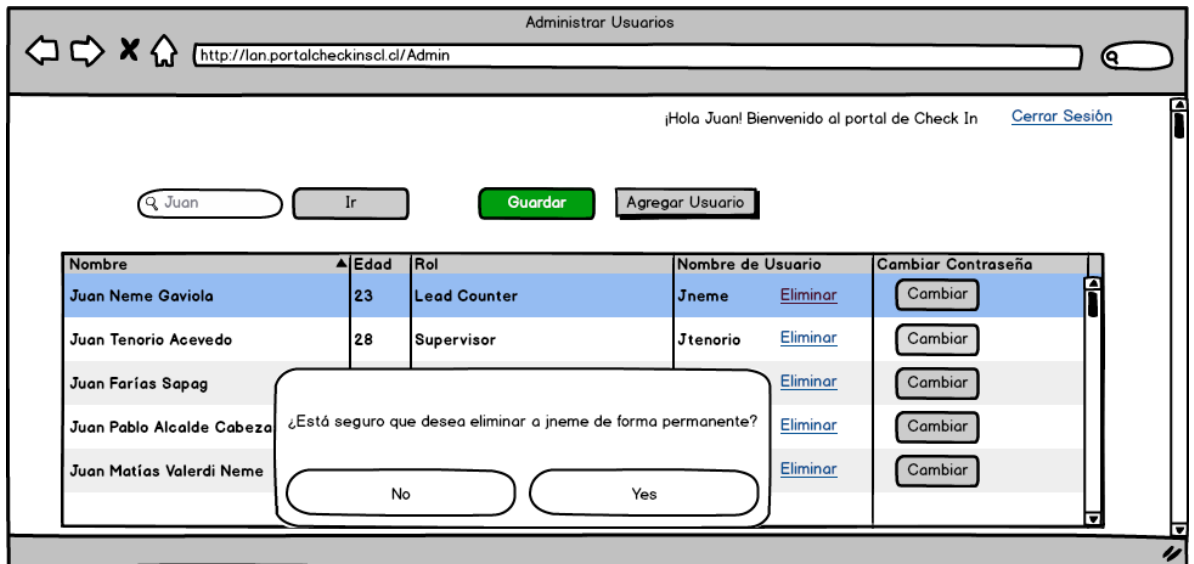 Administrar Usuarios
http://lan.portalcheckinscl.cl/Admin
¡Hola Juan! Bienvenido al portal de Check In Cerrar Sesión
Juan Ir Guardar Agregar Usuario
Nombre Edad Rol Nombre de Usuario Cambiar Contraseña
Juan Neme Gaviola 23 Lead Counter Jneme Eliminar Cambiar
Juan Tenorio Acevedo 28 Supervisor Jtenorio Eliminar Cambiar
Juan Farías Sapag Eliminar Cambiar
Juan Pablo Alcalde Cabeza Eliminar Cambiar
Juan Matías Valerdi Neme Eliminar Cambiar
¿Está seguro que desea eliminar a jneme de forma permanente?
No Yes